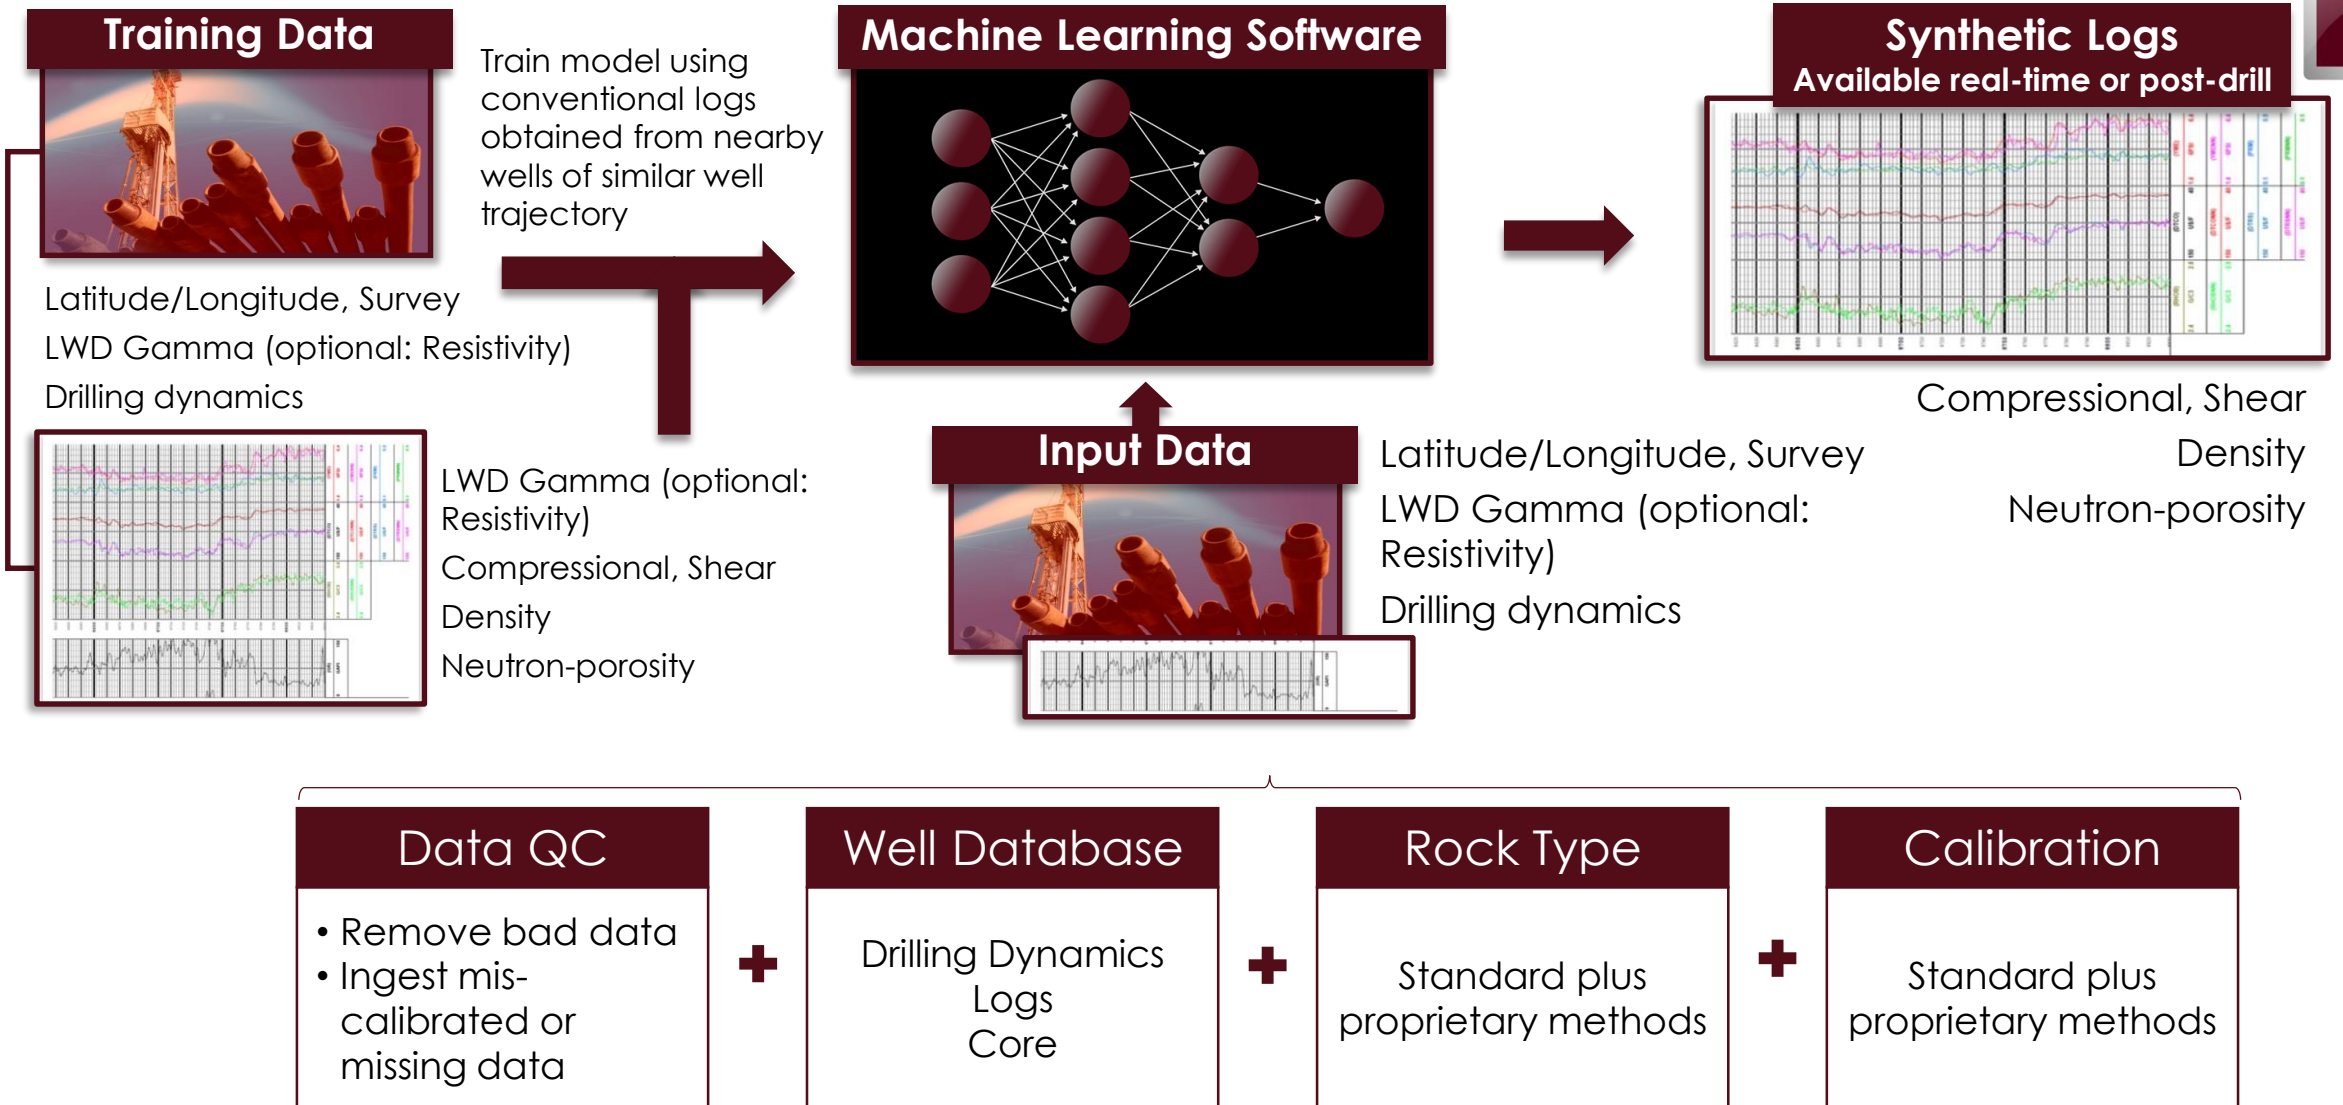 Training Data
Train model using
conventional logs
obtained from nearby
wells of similar well
trajectory
Machine Learning Software
Synthetic Logs
Available real-time or post-drill
Latitude/Longitude, Survey
LWD Gamma (optional: Resistivity)
Drilling dynamics
LWD Gamma (optional:
Resistivity)
Compressional, Shear
Density
Neutron-porosity
Input Data
Latitude/Longitude, Survey
LWD Gamma (optional:
Resistivity)
Drilling dynamics
Compressional, Shear
Density
Neutron-porosity
Data QC
• Remove bad data
• Ingest mis-
calibrated or
missing data
Well Database
Drilling Dynamics
Logs
Core
Rock Type
Standard plus
proprietary methods
Calibration
Standard plus
proprietary methods